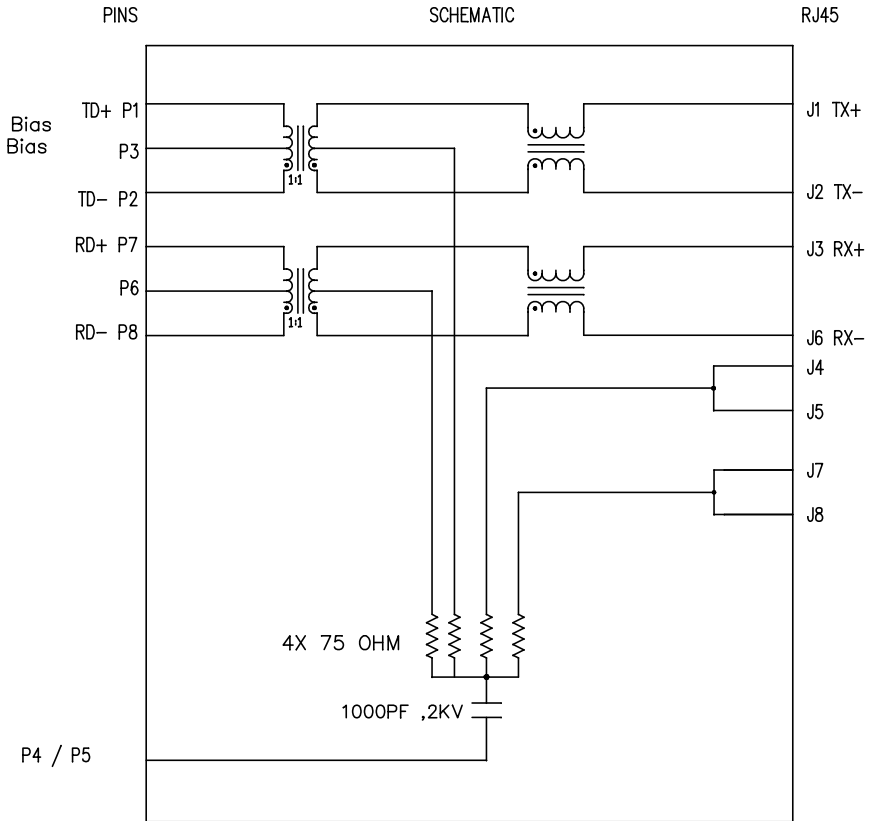 PINS SCHEMATIC RJ45
TD+ P1 J1 TX+
Bias
Bias
P3
1:1
TD- P2 J2 TX-
RD+ P7 J3 RX+
P6
1:1
RD- P8 J6 RX-
J4
J5
J7
J8
4X 75 OHM
1000PF ,2KV
P4 / P5